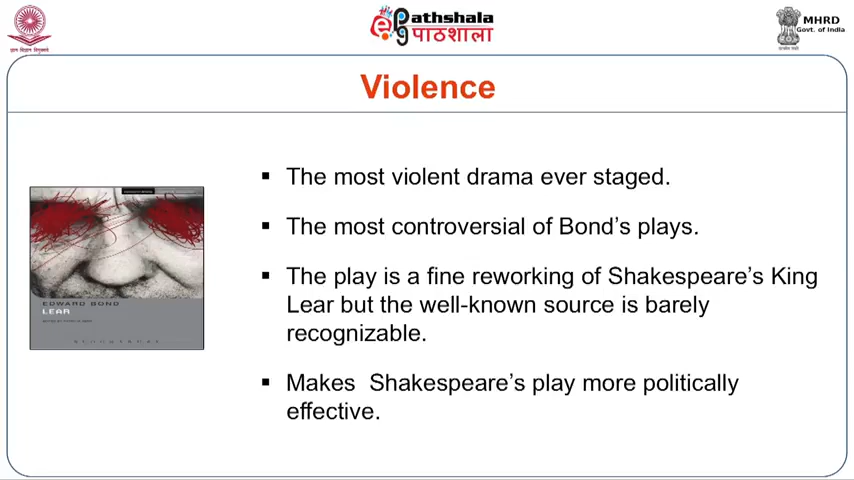 ePathshala
पाठशाला
MHRD
Govt. of India
Violence
▪ The most violent drama ever staged.
▪ The most controversial of Bond's plays.
▪ The play is a fine reworking of Shakespeare's King
Lear but the well-known source is barely
recognizable.
▪ Makes  Shakespeare's play more politically
effective.
EDWARD BOND
LEAR
BLOOMSBURY